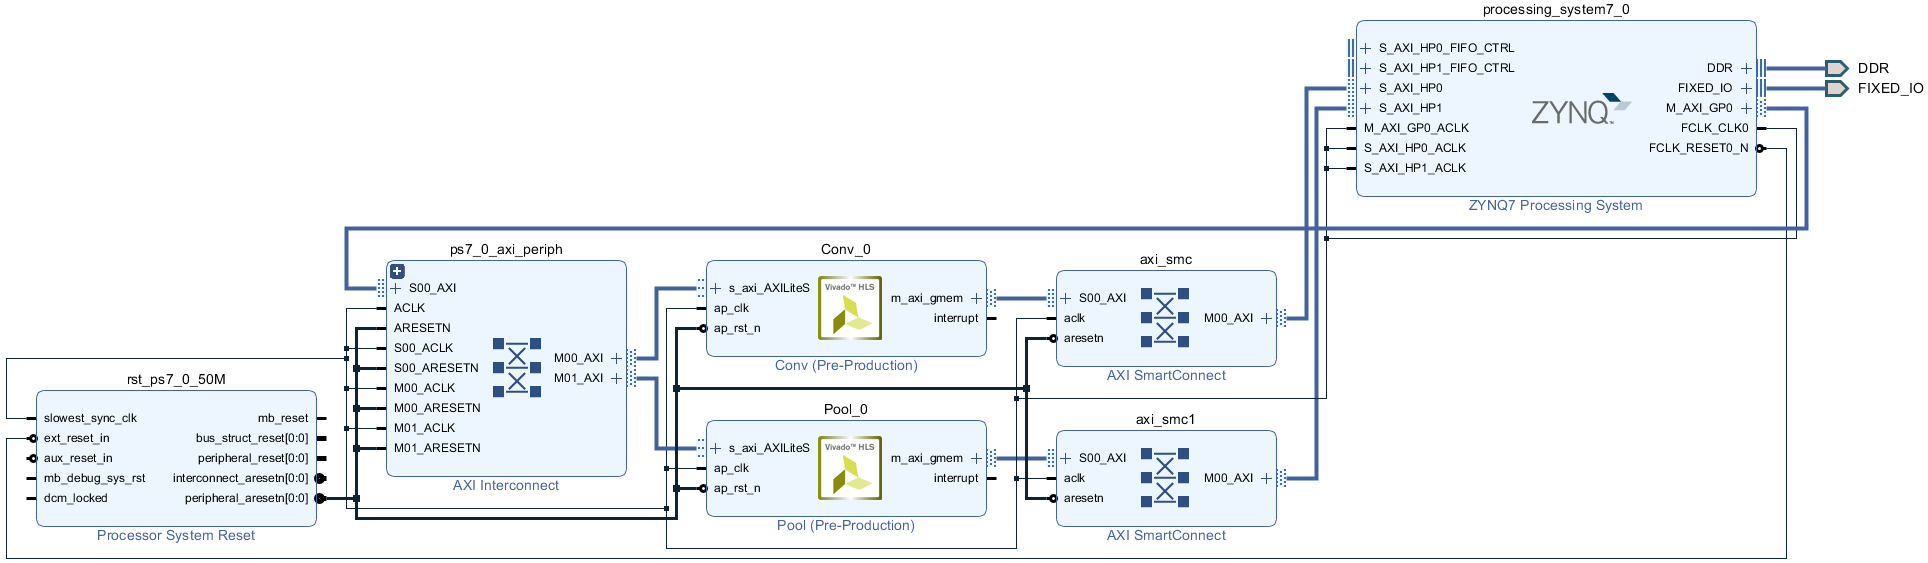 processing_system7_0
S_AXI_HP0_FIFO_CTRL
S_AXI_HP1_FIFO_CTRL
S_AXI_HP0
S_AXI_HP1
M_AXI_GP0_ACLK
S_AXI_HP0_ACLK
S_AXI_HP1_ACLK
ZYNQ
DDR
FIXED_IO
M_AXI_GP0
FCLK_CLK0
FCLK_RESET0_N
ZYNQ7 Processing System
DDR
FIXED_IO
ps7_0_axi_periph
S00_AXI
ACLK
ARESETN
S00_ACLK
S00_ARESETN
M00_ACLK
M00_ARESETN
M01_ACLK
M01_ARESETN
M00_AXI
M01_AXI
AXI Interconnect
Conv_0
s_axi_AXILiteS
ap_clk
ap_rst_n
Vivado™ HLS
m_axi_gmem
interrupt
Conv (Pre-Production)
axi_smc
S00_AXI
aclk
aresetn
M00_AXI
AXI SmartConnect
rst_ps7_0_50M
slowest_sync_clk
ext_reset_in
aux_reset_in
mb_debug_sys_rst
dcm_locked
mb_reset
bus_struct_reset[0:0]
peripheral_reset[0:0]
interconnect_aresetn[0:0]
peripheral_aresetn[0:0]
Processor System Reset
Pool_0
s_axi_AXILiteS
ap_clk
ap_rst_n
Vivado™ HLS
m_axi_gmem
interrupt
Pool (Pre-Production)
axi_smc1
S00_AXI
aclk
aresetn
M00_AXI
AXI SmartConnect